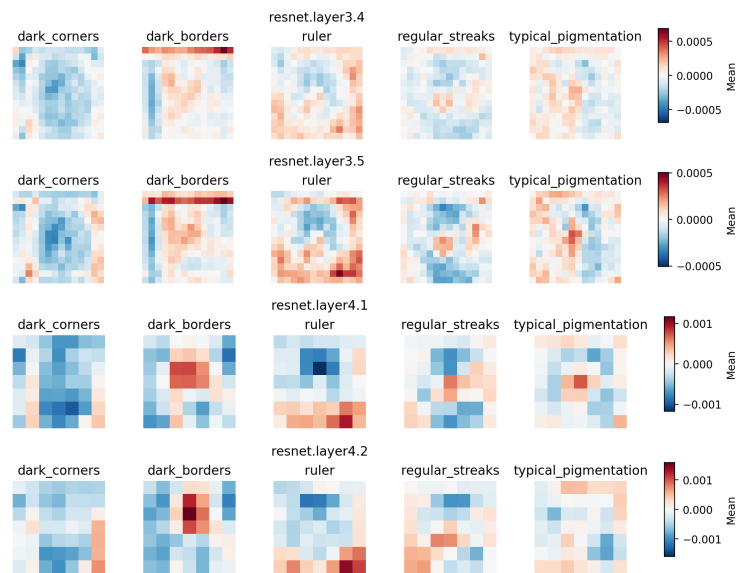 resnet.layer3.4
dark_corners dark_borders ruler regular_streaks typical_pigmentation
0.0005
0.0000
−0.0005
Mean
resnet.layer3.5
dark_corners dark_borders ruler regular_streaks typical_pigmentation
0.0005
0.0000
−0.0005
Mean
resnet.layer4.1
dark_corners dark_borders ruler regular_streaks typical_pigmentation
0.001
0.000
−0.001
Mean
resnet.layer4.2
dark_corners dark_borders ruler regular_streaks typical_pigmentation
0.001
0.000
−0.001
Mean